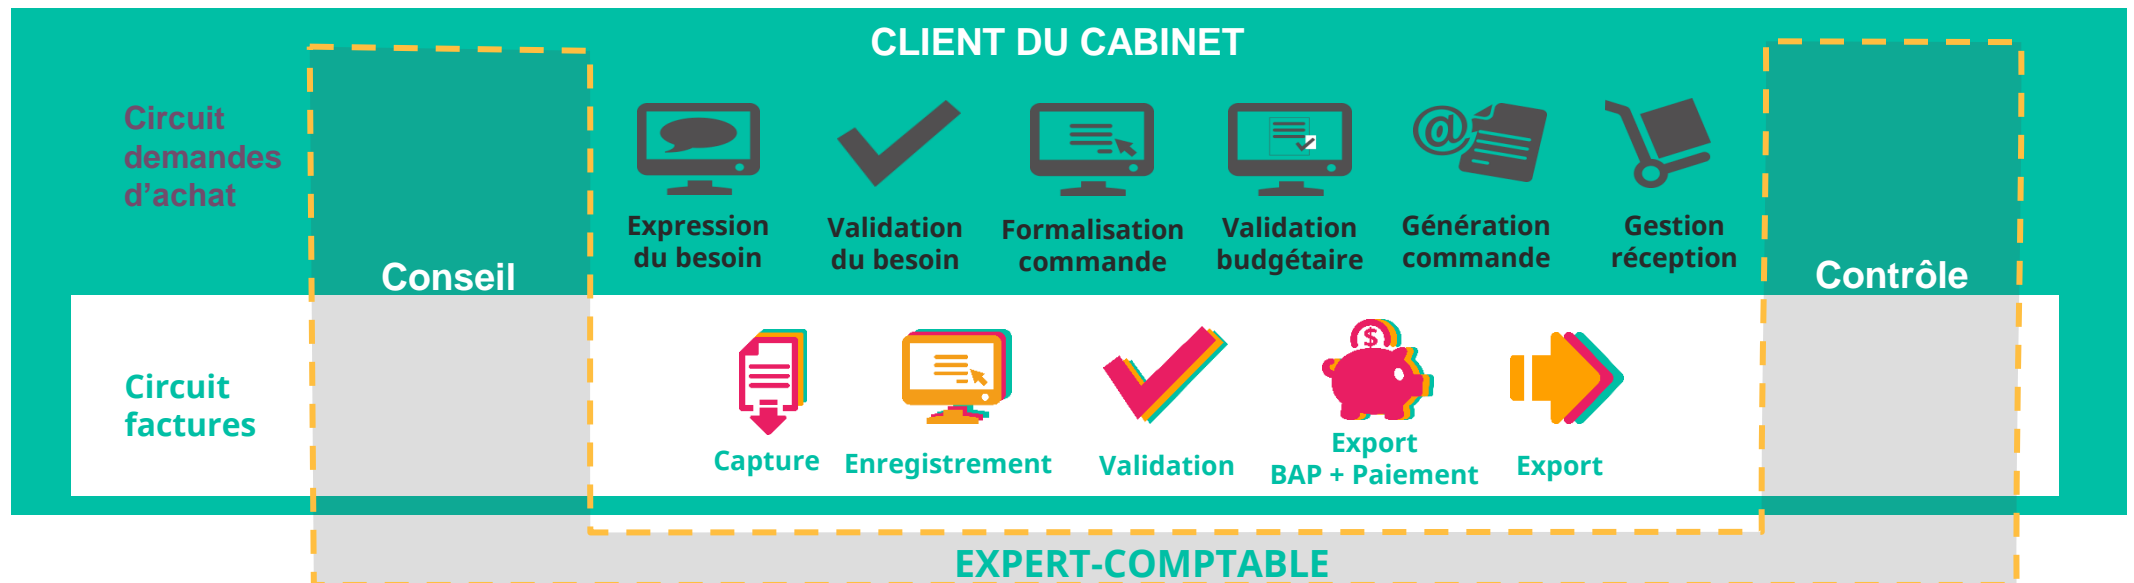 CLIENT DU CABINET
Circuit
demandes
d’achat
Expression
du besoin
Validation
du besoin
Formalisation
commande
Validation
budgétaire
@
Génération
commande
Gestion
réception
Conseil
Contrôle
Circuit
factures
Capture
Enregistrement
Validation
$
Export
BAP + Paiement
Export
EXPERT-COMPTABLE